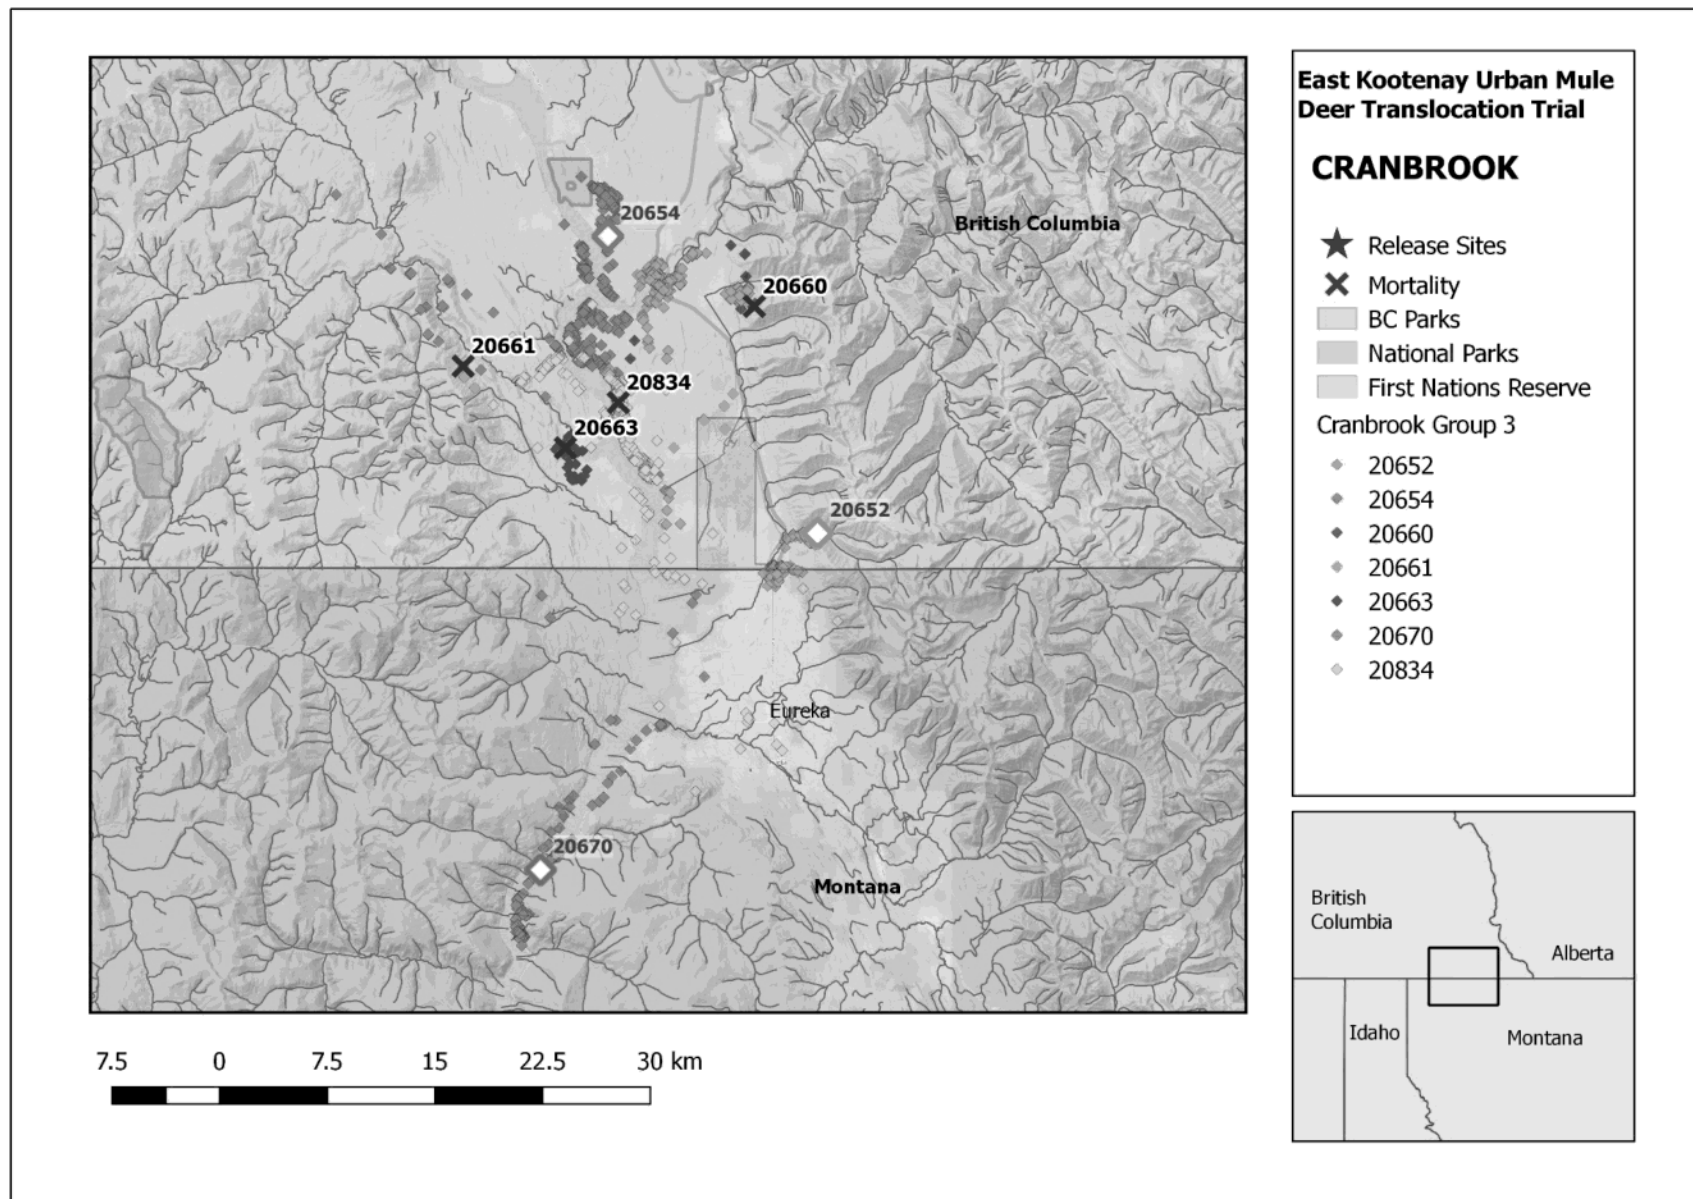 East Kootenay Urban Mule
Deer Translocation Trial
CRANBROOK
Release Sites
Mortality
BC Parks
National Parks
First Nations Reserve
Cranbrook Group 3
20652
20654
20660
20661
20663
20670
20834
20654
British Columbia
20660
20661
20834
20663
20652
Eureka
20670
Montana
7.5 0 7.5 15 22.5 30 km
British
Columbia
Alberta
Idaho
Montana